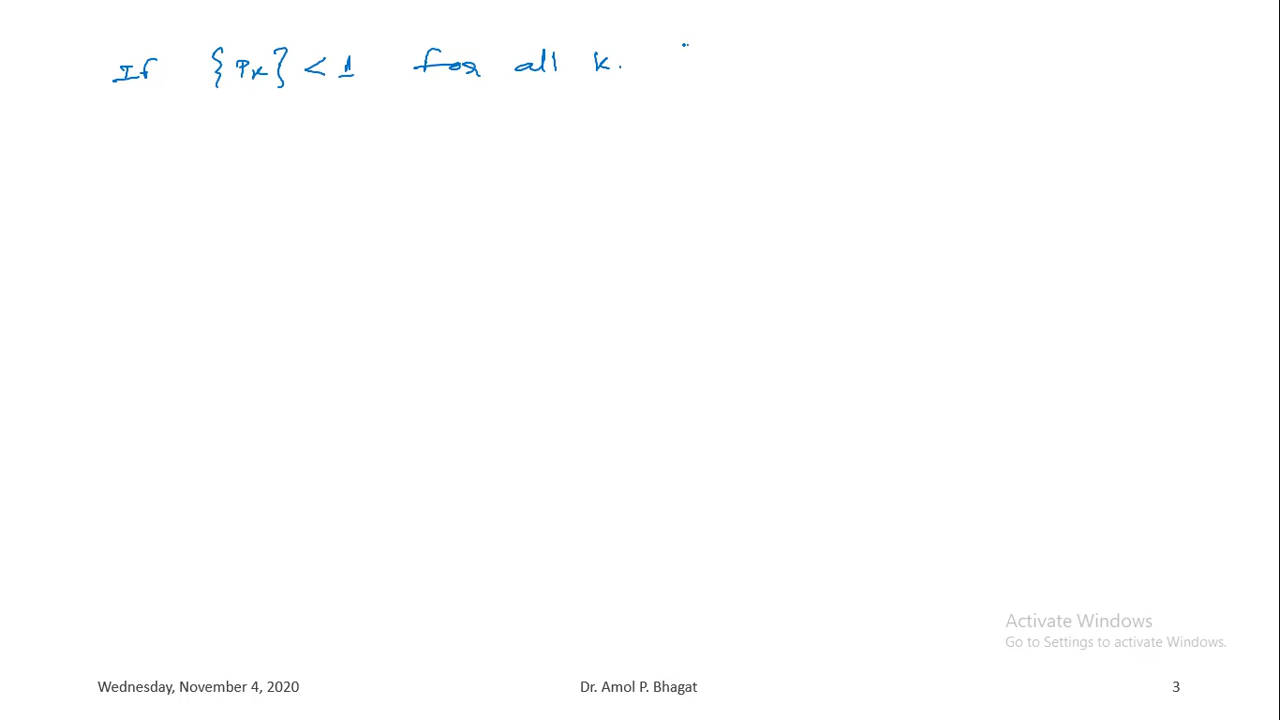 If {Pk} < 1 for all k.
Activate Windows
Go to Settings to activate Windows.
Wednesday, November 4, 2020
Dr. Amol P. Bhagat
3